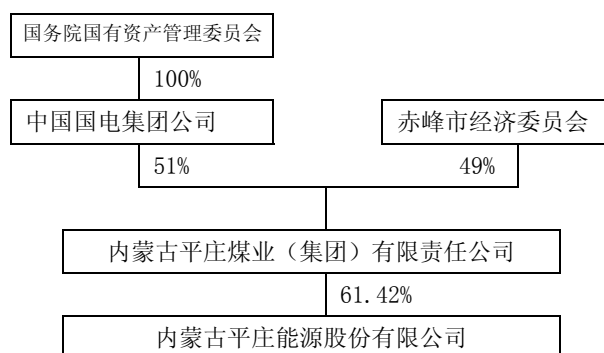 国务院国有资产管理委员会
100%
中国国电集团公司
赤峰市经济委员会
51%
49%
内蒙古平庄煤业（集团）有限责任公司
61.42%
内蒙古平庄能源股份有限公司